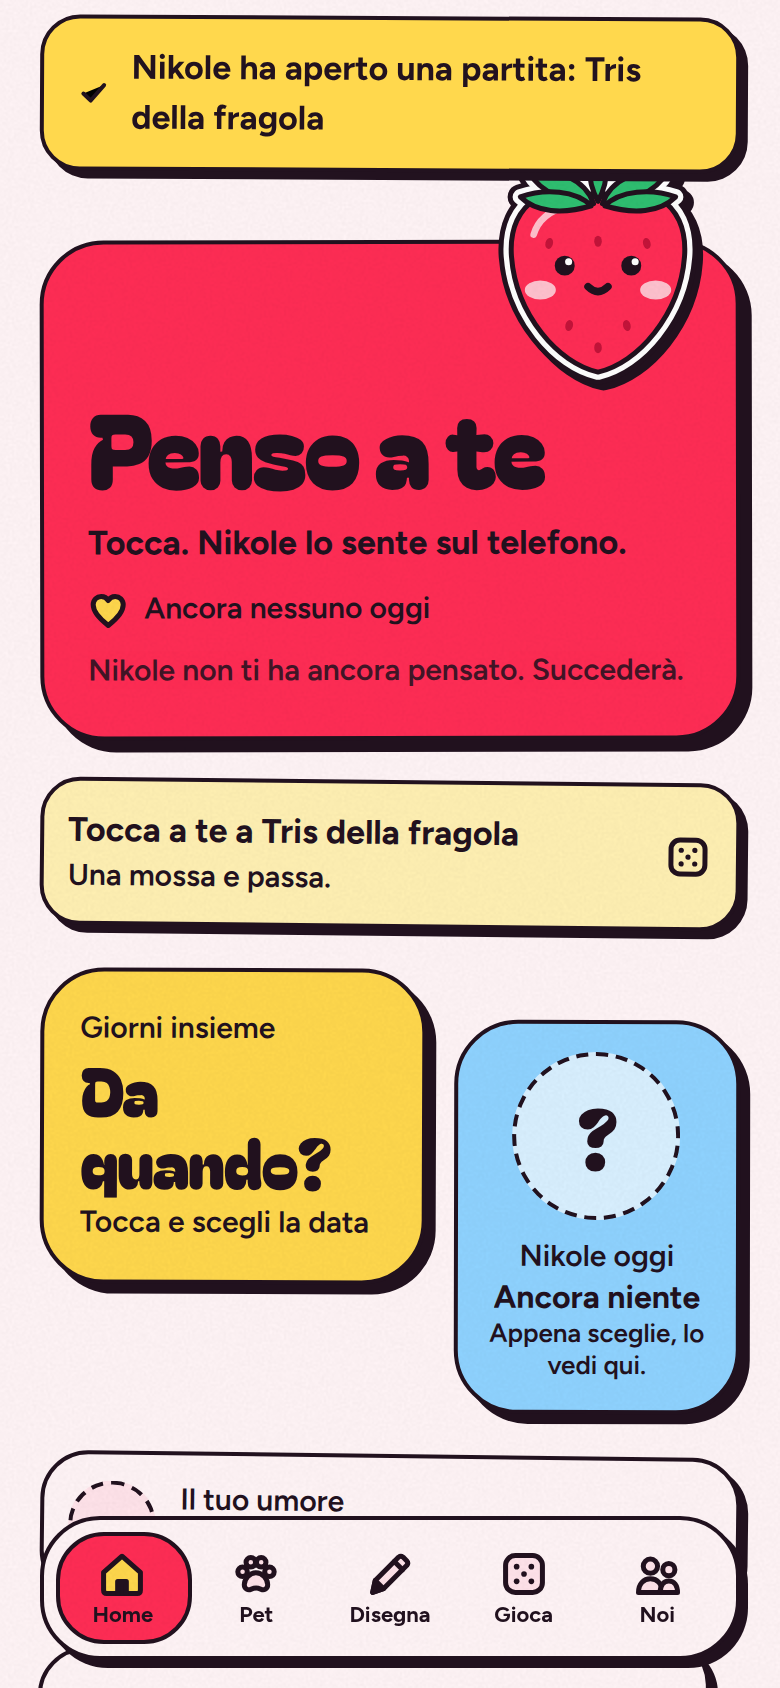 Nikole ha aperto una partita: Tris
della fragola
Penso a te
Tocca. Nikole lo sente sul telefono.
Ancora nessuno oggi
Nikole non ti ha ancora pensato. Succederà.
Tocca a te a Tris della fragola
Una mossa e passa.
Giorni insieme
Da
quando?
Tocca e scegli la data
?
Nikole oggi
Ancora niente
Appena sceglie, lo
vedi qui.
Il tuo umore
Home
Pet
Disegna
Gioca
Noi